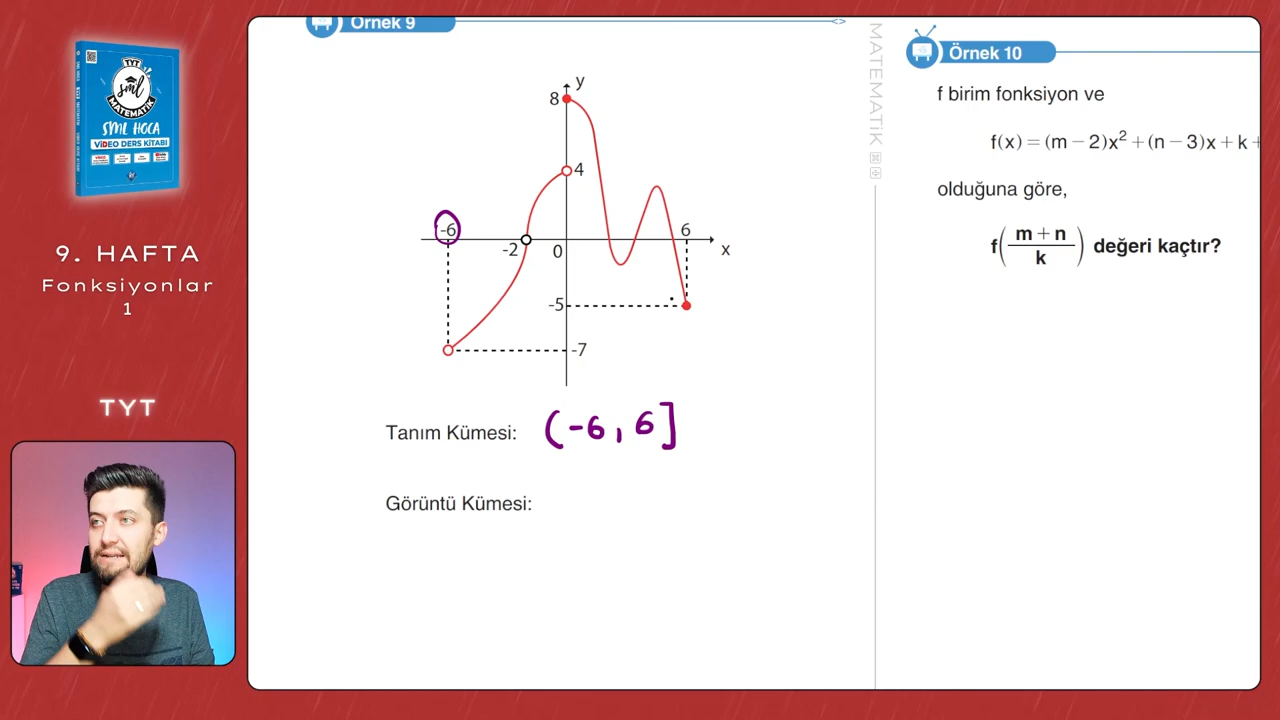 TYT
sml
MATEMATİK
SML HOCA
VİDEO DERS KİTABI
9. HAFTA
Fonksiyonlar
1
TYT
Örnek 9
<>
y
8
4
-6
6
-2
0
x
-5
-7
Tanım Kümesi: (-6, 6]
Görüntü Kümesi:
MATEMATİK
Örnek 10
f birim fonksiyon ve
f(x) = (m − 2)x² + (n − 3)x + k +
olduğuna göre,
f((m + n)/k) değeri kaçtır?